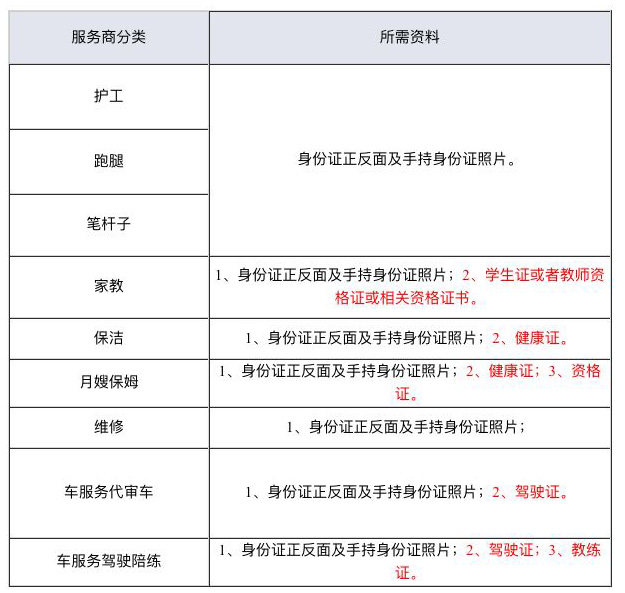 服务商分类
所需资料
护工
身份证正反面及手持身份证照片。
跑腿
笔杆子
家教
1、身份证正反面及手持身份证照片；2、学生证或者教师资
格证或相关资格证书。
保洁
1、身份证正反面及手持身份证照片；2、健康证。
月嫂保姆
1、身份证正反面及手持身份证照片；2、健康证；3、资格
证。
维修
1、身份证正反面及手持身份证照片；
车服务代审车
1、身份证正反面及手持身份证照片；2、驾驶证。
车服务驾驶陪练
1、身份证正反面及手持身份证照片；2、驾驶证；3、教练
证。